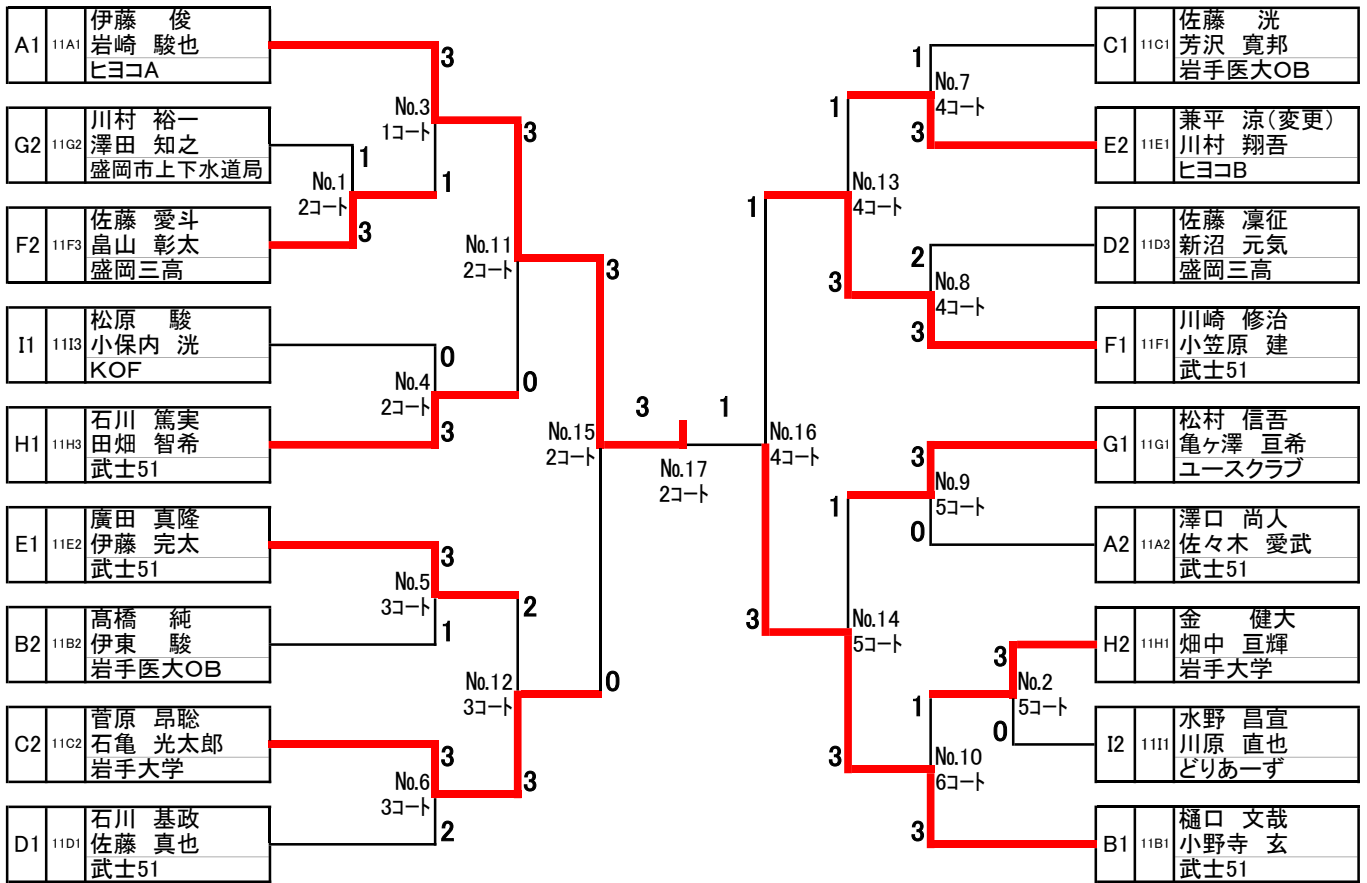 A1 11A1 伊藤　俊
岩崎 駿也
ヒヨコA
G2 11G2 川村 裕一
澤田 知之
盛岡市上下水道局
F2 11F3 佐藤 愛斗
畠山 彰太
盛岡三高
I1 11I3 松原　駿
小保内 洸
KOF
H1 11H3 石川 篤実
田畑 智希
武士51
E1 11E2 廣田 真隆
伊藤 完太
武士51
B2 11B2 髙橋　純
伊東　駿
岩手医大OB
C2 11C2 菅原 昂聡
石亀 光太郎
岩手大学
D1 11D1 石川 基政
佐藤 真也
武士51
3
No.3
1コート
1
1
No.1
2コート
3
3
No.11
2コート
0
0
No.4
2コート
3
3
No.15
2コート
0
3
No.5
3コート
1
2
No.12
3コート
3
3
No.6
3コート
2
3 1
No.17
2コート
1
No.16
4コート
3
1
No.13
4コート
3
1
No.7
4コート
3
2
No.8
4コート
3
1
No.14
5コート
3
3
No.9
5コート
0
3
No.2
5コート
0
1
No.10
6コート
3
C1 11C1 佐藤　洸
芳沢 寛邦
岩手医大OB
E2 11E1 兼平 涼(変更)
川村 翔吾
ヒヨコB
D2 11D3 佐藤 凜征
新沼 元気
盛岡三高
F1 11F1 川崎 修治
小笠原 建
武士51
G1 11G1 松村 信吾
亀ヶ澤 亘希
ユースクラブ
A2 11A2 澤口 尚人
佐々木 愛武
武士51
H2 11H1 金　健大
畑中 亘輝
岩手大学
I2 11I1 水野 昌宣
川原 直也
どりあーず
B1 11B1 樋口 文哉
小野寺 玄
武士51